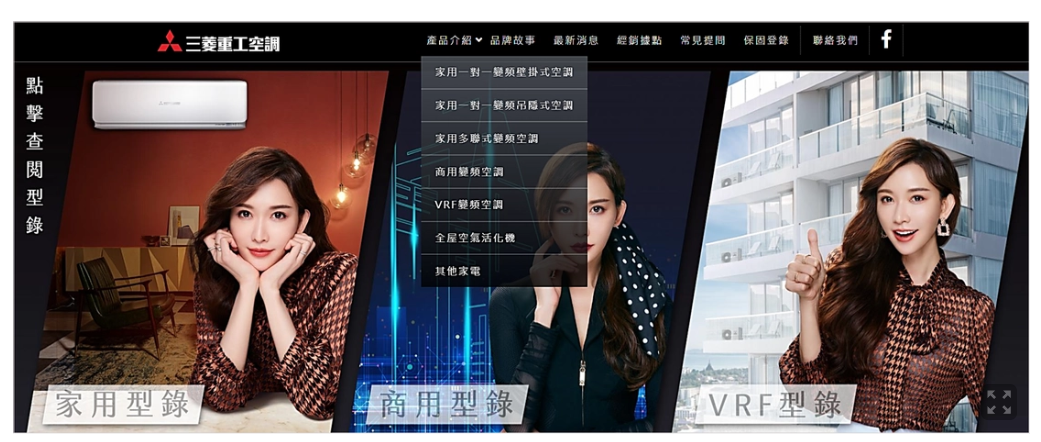 三菱重工空調
產品介紹 品牌故事 最新消息 經銷據點 常見提問 保固登錄 聯絡我們 f
家用一對一變頻壁掛式空調
家用一對一變頻吊隱式空調
家用多聯式變頻空調
商用變頻空調
VRF變頻空調
全屋空氣活化機
其他家電
點擊查閱型錄
家用型錄
商用型錄
VRF型錄